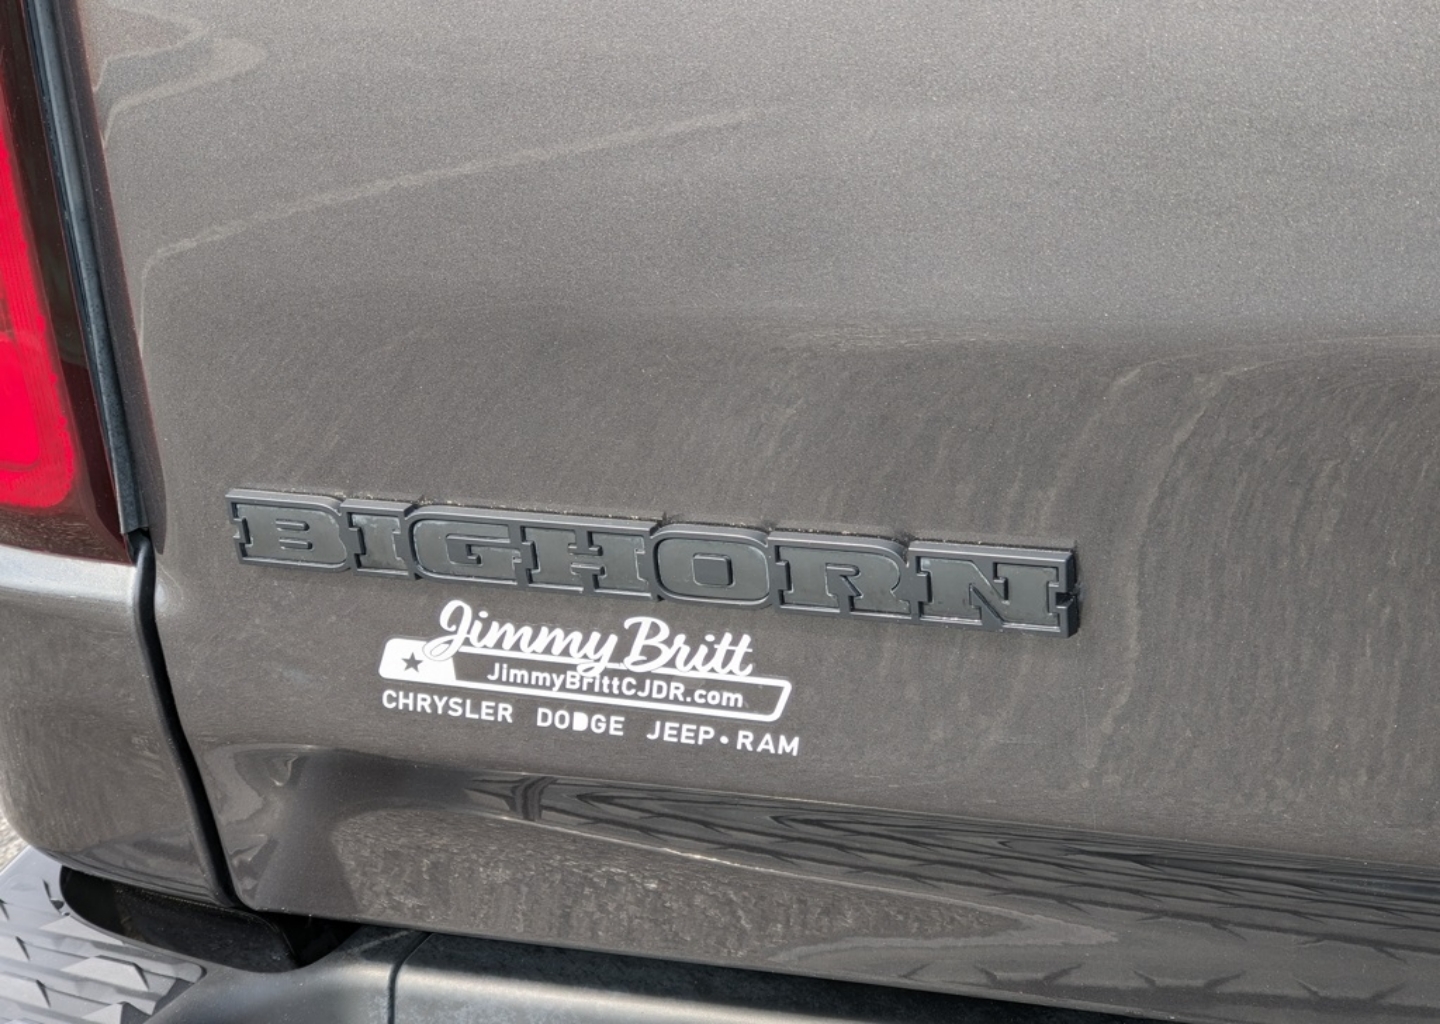 BIGHORN
Jimmy Britt
JimmyBrittCJDR.com
CHRYSLER DODGE JEEP • RAM